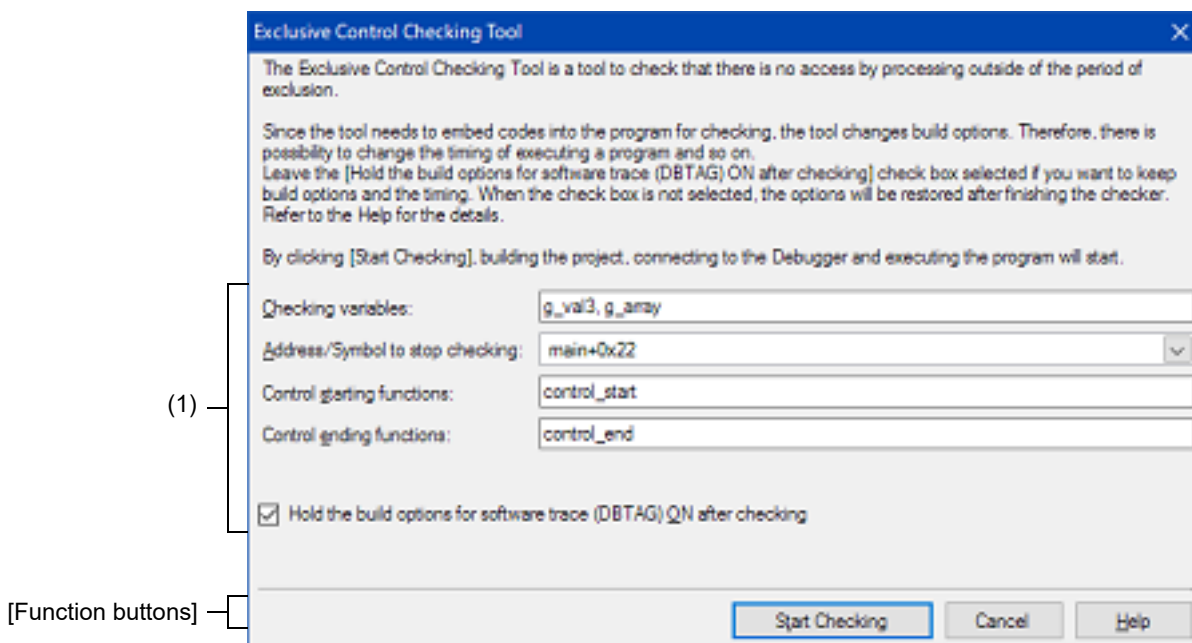 Exclusive Control Checking Tool
The Exclusive Control Checking Tool is a tool to check that there is no access by processing outside of the period of
exclusion.
Since the tool needs to embed codes into the program for checking, the tool changes build options. Therefore, there is
possibility to change the timing of executing a program and so on.
Leave the [Hold the build options for software trace (DBTAG) ON after checking] check box selected if you want to keep
build options and the timing. When the check box is not selected, the options will be restored after finishing the checker.
Refer to the Help for the details.
By clicking [Start Checking], building the project, connecting to the Debugger and executing the program will start.
(1)
Checking variables: g_val3, g_array
Address/Symbol to stop checking: main+0x22
Control starting functions: control_start
Control ending functions: control_end
Hold the build options for software trace (DBTAG) ON after checking
[Function buttons]
Start Checking Cancel Help